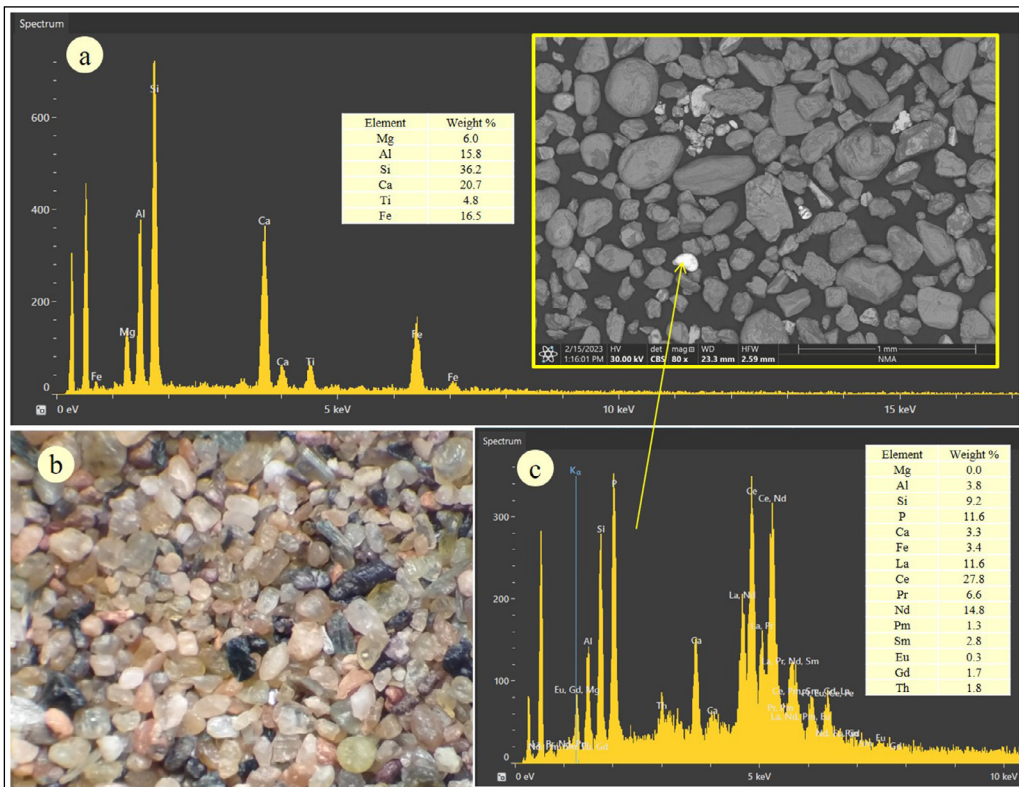 Spectrum
a
600
400
200
0
Si
Al
Mg
Fe
Ca
Ca
Ti
Fe
Fe
0 eV
5 keV
10 keV
15 keV
Element Weight %
Mg 6.0
Al 15.8
Si 36.2
Ca 20.7
Ti 4.8
Fe 16.5
2/15/2023 HV det mag WD HFW 1 mm
1:16:01 PM 30.00 kV CBS 80 x 23.3 mm 2.59 mm NMA
b
Spectrum
c
Kα
300
200
100
0
P
Si
Al
Eu, Gd, Mg
Th
Ca
Ca
La, Nd
Ce
Ce, Nd
La, Pr, Nd, Sm
Eu
0 eV
5 keV
10 keV
Element Weight %
Mg 0.0
Al 3.8
Si 9.2
P 11.6
Ca 3.3
Fe 3.4
La 11.6
Ce 27.8
Pr 6.6
Nd 14.8
Pm 1.3
Sm 2.8
Eu 0.3
Gd 1.7
Th 1.8